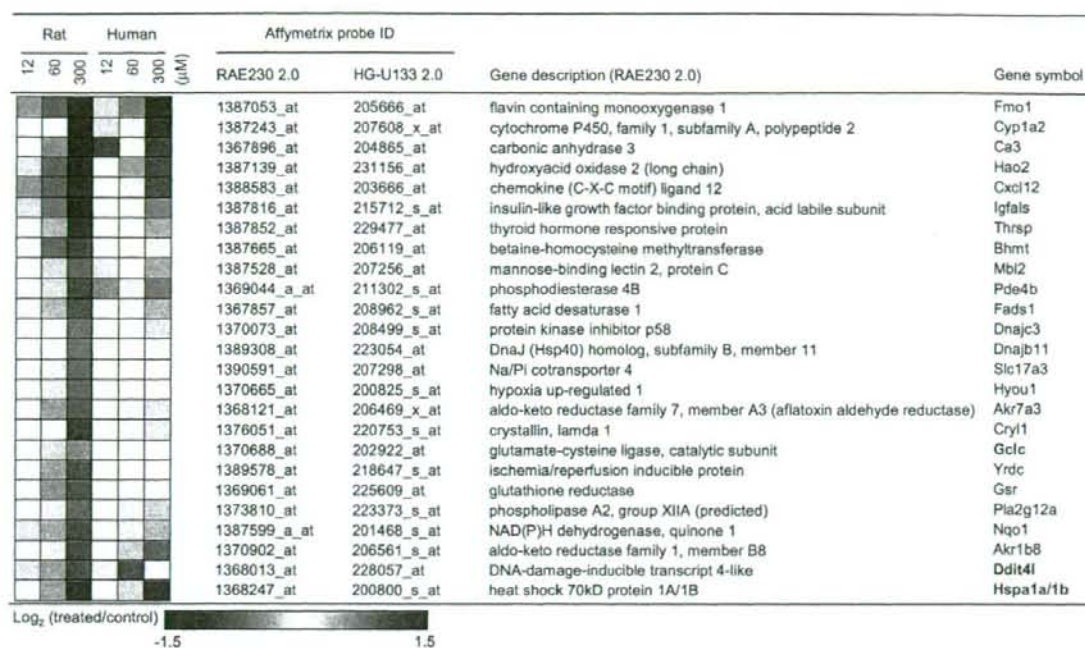 Rat Human Affymetrix probe ID
12 60 300 12 60 300 (μM) RAE230 2.0 HG-U133 2.0 Gene description (RAE230 2.0) Gene symbol
1387053_at 205666_at flavin containing monooxygenase 1 Fmo1
1387243_at 207608_x_at cytochrome P450, family 1, subfamily A, polypeptide 2 Cyp1a2
1367896_at 204865_at carbonic anhydrase 3 Ca3
1387139_at 231156_at hydroxyacid oxidase 2 (long chain) Hao2
1388583_at 203666_at chemokine (C-X-C motif) ligand 12 Cxcl12
1387816_at 215712_s_at insulin-like growth factor binding protein, acid labile subunit Igfals
1387852_at 229477_at thyroid hormone responsive protein Thrsp
1387665_at 206119_at betaine-homocysteine methyltransferase Bhmt
1387528_at 207256_at mannose-binding lectin 2, protein C Mbl2
1369044_a_at 211302_s_at phosphodiesterase 4B Pde4b
1367857_at 208962_s_at fatty acid desaturase 1 Fads1
1370073_at 208499_s_at protein kinase inhibitor p58 Dnajc3
1389308_at 223054_at DnaJ (Hsp40) homolog, subfamily B, member 11 Dnajb11
1390591_at 207298_at Na/Pi cotransporter 4 Slc17a3
1370665_at 200825_s_at hypoxia up-regulated 1 Hyou1
1368121_at 206469_x_at aldo-keto reductase family 7, member A3 (aflatoxin aldehyde reductase) Akr7a3
1376051_at 220753_s_at crystallin, lamda 1 Cryl1
1370688_at 202922_at glutamate-cysteine ligase, catalytic subunit Gclc
1389578_at 218647_s_at ischemia/reperfusion inducible protein Yrdc
1369061_at 225609_at glutathione reductase Gsr
1373810_at 223373_s_at phospholipase A2, group XIIA (predicted) Pla2g12a
1387599_a_at 201468_s_at NAD(P)H dehydrogenase, quinone 1 Nqo1
1370902_at 206561_s_at aldo-keto reductase family 1, member B8 Akr1b8
1368013_at 228057_at DNA-damage-inducible transcript 4-like Ddit4l
1368247_at 200800_s_at heat shock 70kD protein 1A/1B Hspa1a/1b
Log₂ (treated/control)
-1.5 1.5